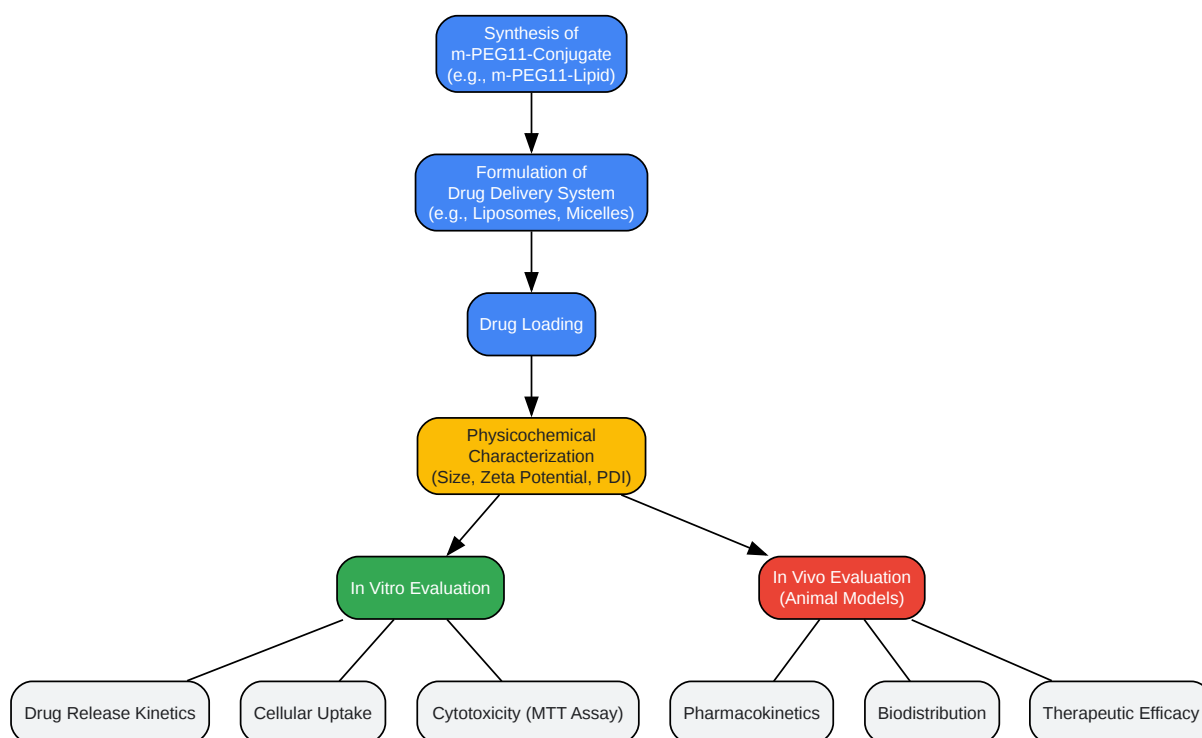 Synthesis of
m-PEG11-Conjugate
(e.g., m-PEG11-Lipid)
Formulation of
Drug Delivery System
(e.g., Liposomes, Micelles)
Drug Loading
Physicochemical
Characterization
(Size, Zeta Potential, PDI)
In Vitro Evaluation
In Vivo Evaluation
(Animal Models)
Drug Release Kinetics
Cellular Uptake
Cytotoxicity (MTT Assay)
Pharmacokinetics
Biodistribution
Therapeutic Efficacy